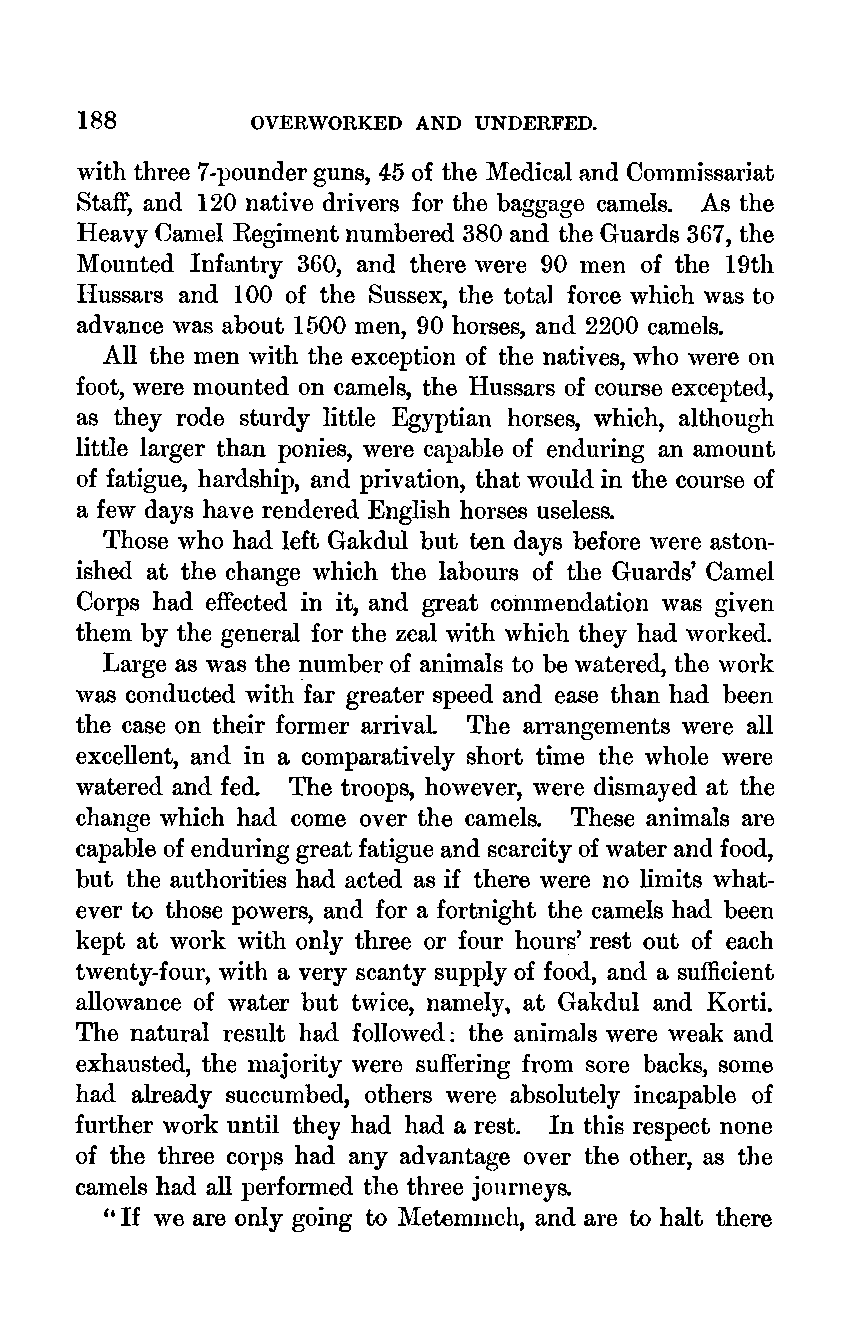 188 OVERWORKED AND UNDERFED.
with three 7-pounder guns, 45 of the Medical and Commissariat
Staff, and 120 native drivers for the baggage camels. As the
Heavy Camel Regiment numbered 380 and the Guards 367, the
Mounted Infantry 360, and there were 90 men of the 19th
Hussars and 100 of the Sussex, the total force which was to
advance was about 1500 men, 90 horses, and 2200 camels.
All the men with the exception of the natives, who were on
foot, were mounted on camels, the Hussars of course excepted,
as they rode sturdy little Egyptian horses, which, although
little larger than ponies, were capable of enduring an amount
of fatigue, hardship, and privation, that would in the course of
a few days have rendered English horses useless.
Those who had left Gakdul but ten days before were aston-
ished at the change which the labours of the Guards' Camel
Corps had effected in it, and great commendation was given
them by the general for the zeal with which they had worked.
Large as was the number of animals to be watered, the work
was conducted with far greater speed and ease than had been
the case on their former arrival. The arrangements were all
excellent, and in a comparatively short time the whole were
watered and fed. The troops, however, were dismayed at the
change which had come over the camels. These animals are
capable of enduring great fatigue and scarcity of water and food,
but the authorities had acted as if there were no limits what-
ever to those powers, and for a fortnight the camels had been
kept at work with only three or four hours' rest out of each
twenty-four, with a very scanty supply of food, and a sufficient
allowance of water but twice, namely, at Gakdul and Korti.
The natural result had followed: the animals were weak and
exhausted, the majority were suffering from sore backs, some
had already succumbed, others were absolutely incapable of
further work until they had had a rest. In this respect none
of the three corps had any advantage over the other, as the
camels had all performed the three journeys.
"If we are only going to Metemmeh, and are to halt there